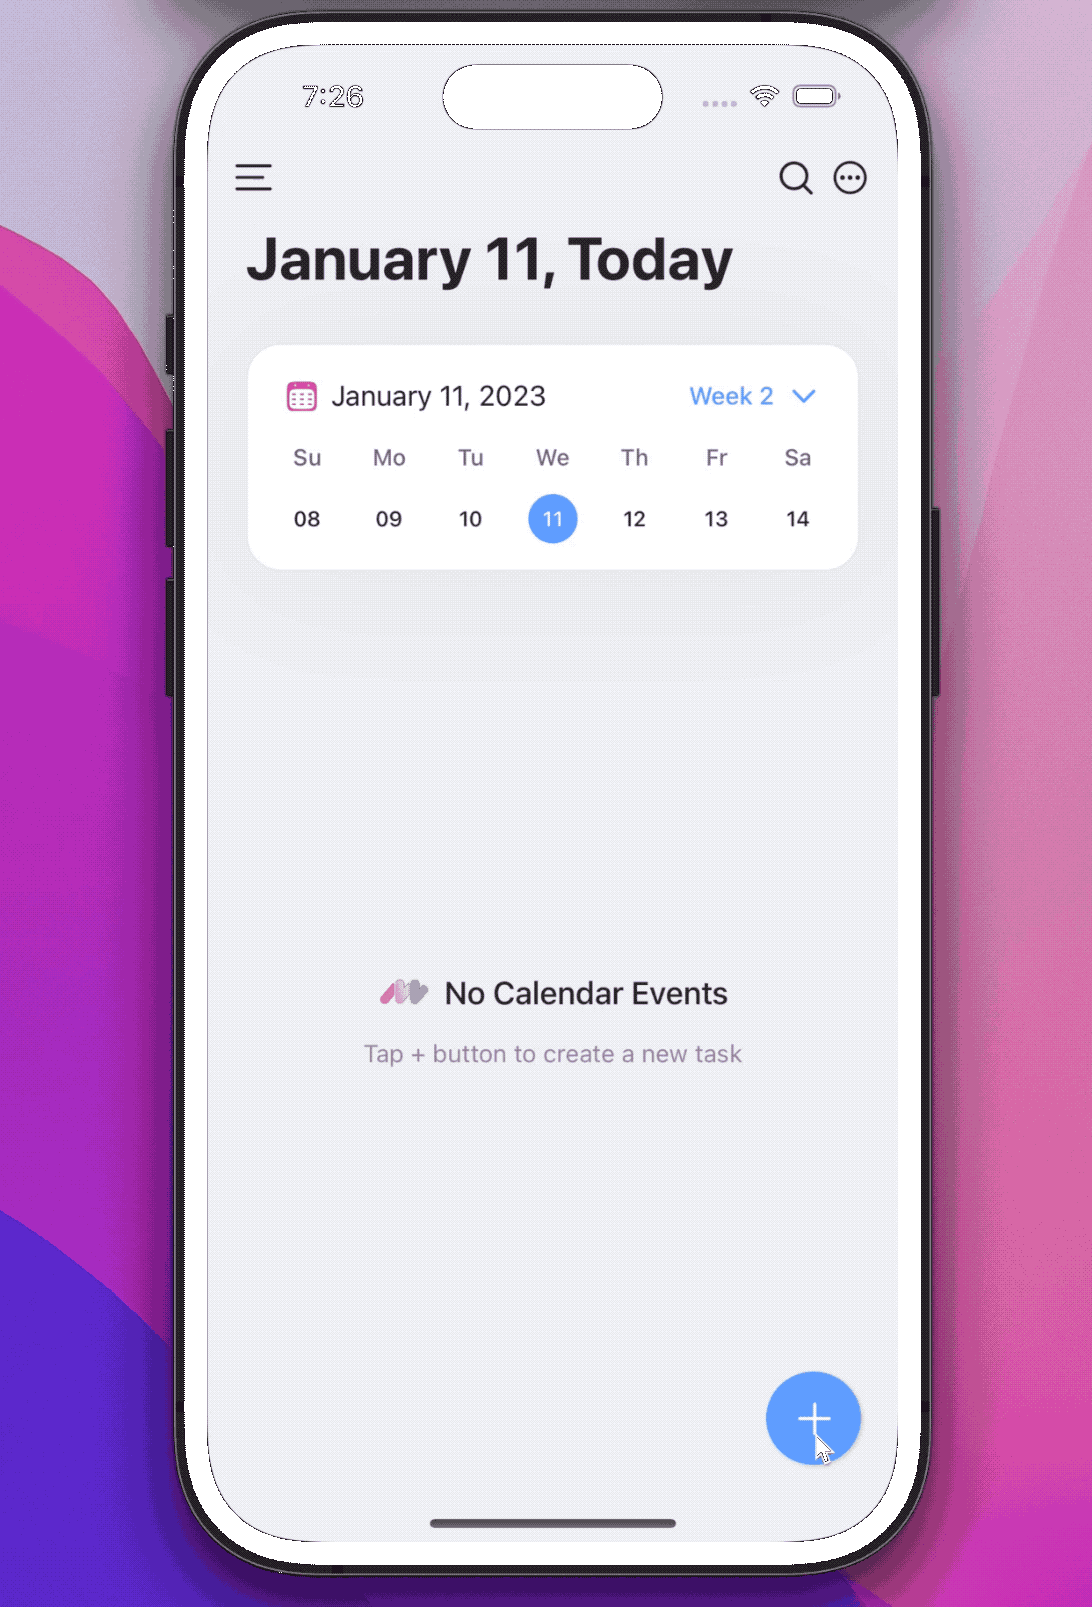 7:26
January 11, Today
January 11, 2023
Week 2
Su Mo Tu We Th Fr Sa
08 09 10 11 12 13 14
No Calendar Events
Tap + button to create a new task